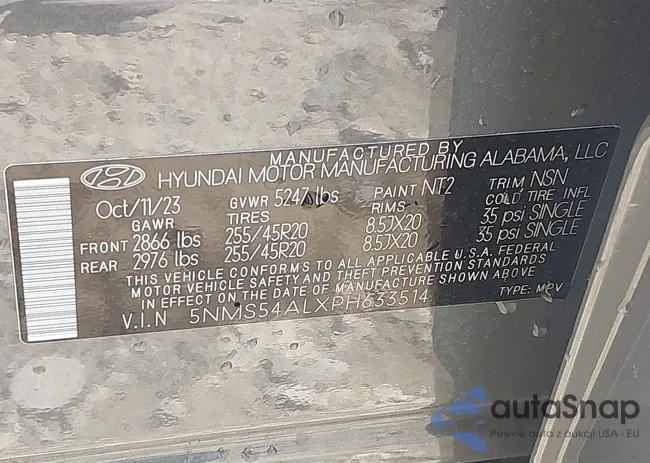 MANUFACTURED BY
HYUNDAI MOTOR MANUFACTURING ALABAMA, LLC
Oct/11/23 GVWR 5247 lbs PAINT NT2 TRIM NSN
GAWR TIRES RIMS COLD TIRE INFL
FRONT 2866 lbs 255/45R20 8.5JX20 35 psi SINGLE
REAR 2976 lbs 255/45R20 8.5JX20 35 psi SINGLE
THIS VEHICLE CONFORMS TO ALL APPLICABLE U.S.A. FEDERAL
MOTOR VEHICLE SAFETY AND THEFT PREVENTION STANDARDS
IN EFFECT ON THE DATE OF MANUFACTURE SHOWN ABOVE
V.I.N 5NMS54ALXPH633514 TYPE: MPV
autaSnap
Pewne auta z aukcji USA i EU